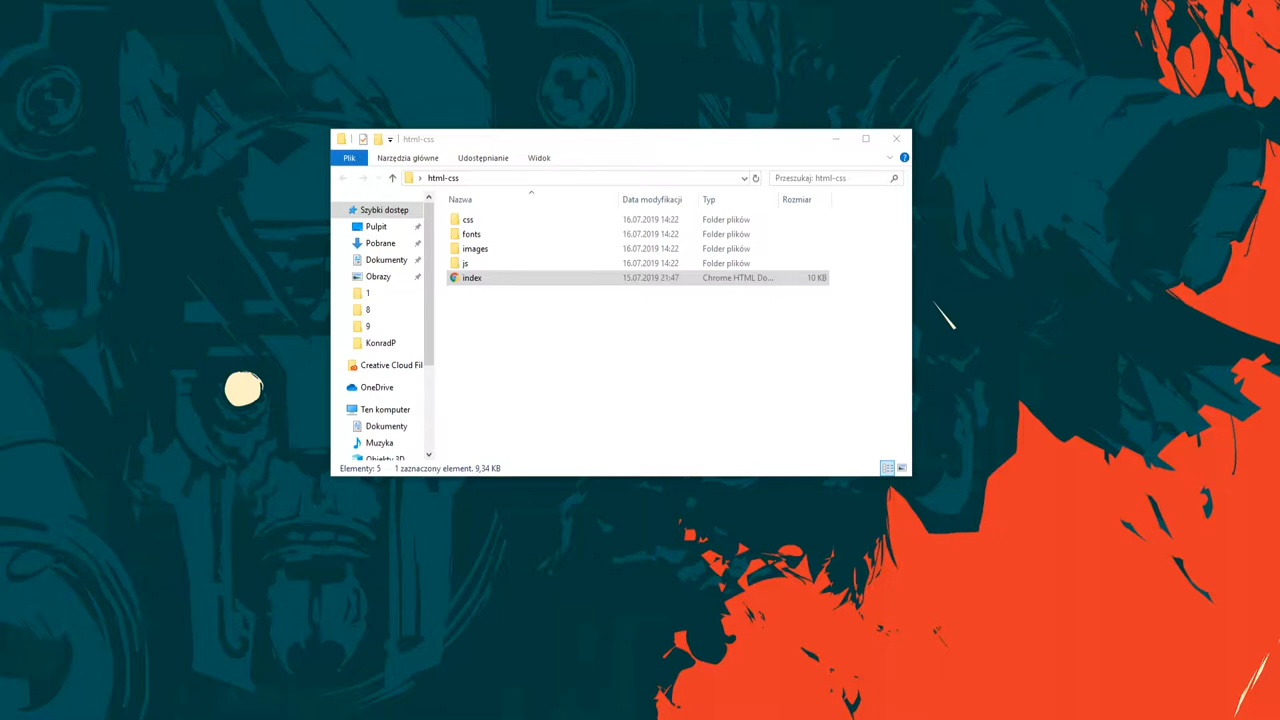 html-css
Plik Narzędzia główne Udostępnianie Widok
html-css Przeszukaj: html-css
Nazwa Data modyfikacji Typ Rozmiar
Szybki dostęp
Pulpit
Pobrane
Dokumenty
Obrazy
1
8
9
KonradP
Creative Cloud Fil
OneDrive
Ten komputer
Dokumenty
Muzyka
Obiekty 3D
css 16.07.2019 14:22 Folder plików
fonts 16.07.2019 14:22 Folder plików
images 16.07.2019 14:22 Folder plików
js 16.07.2019 14:22 Folder plików
index 15.07.2019 21:47 Chrome HTML Do... 10 KB
Elementy: 5 1 zaznaczony element. 9,34 KB